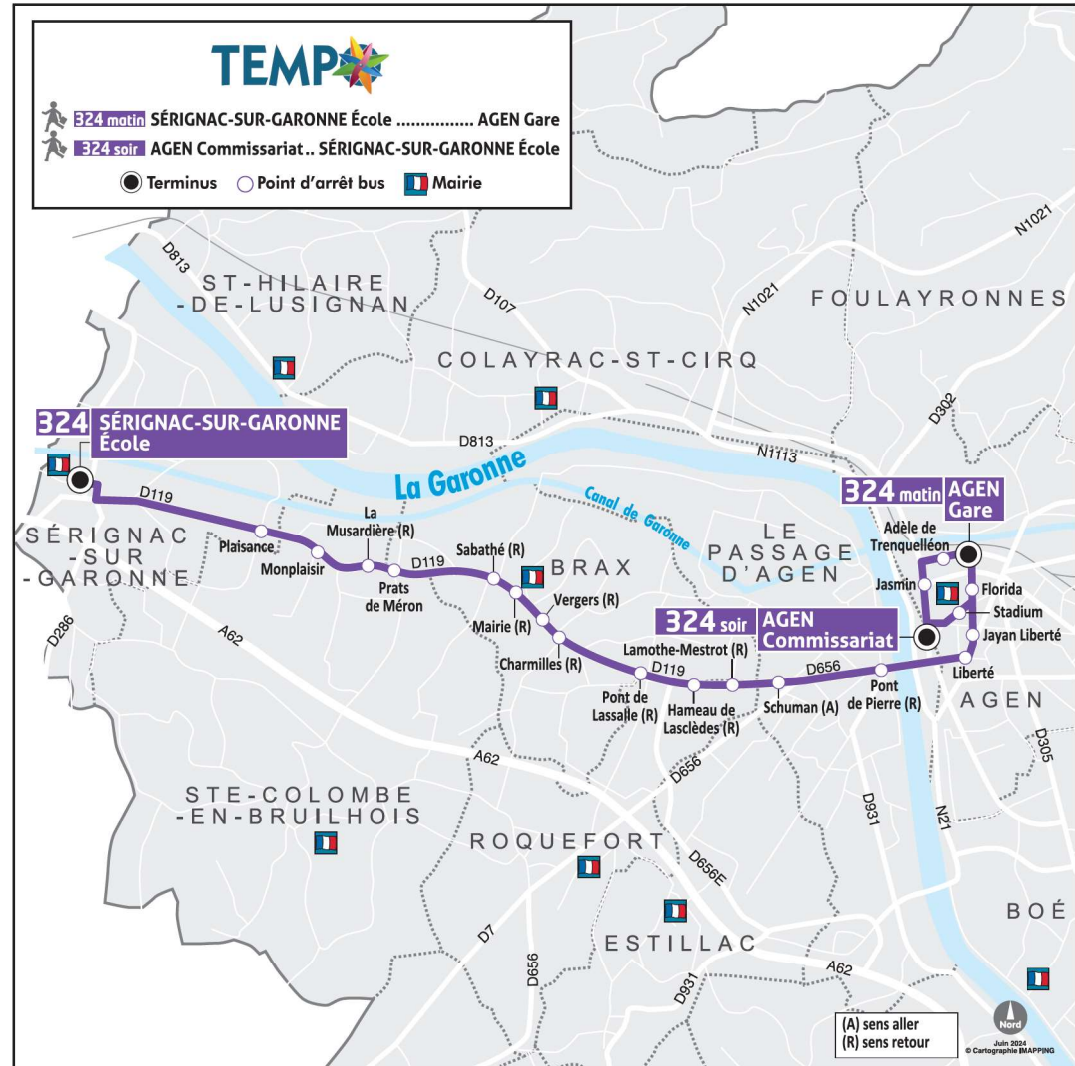 TEMPO
324 matin SÉRIGNAC-SUR-GARONNE École ................ AGEN Gare
324 soir AGEN Commissariat.. SÉRIGNAC-SUR-GARONNE École
Terminus Point d'arrêt bus Mairie
D813
ST-HILAIRE
-DE-LUSIGNAN
D107
N1021
N1021
FOULAYRONNES
COLAYRAC-ST-CIRQ
D302
324 SÉRIGNAC-SUR-GARONNE
École
D813
N1113
La Garonne
Canal de Garonne
324 matin AGEN
Gare
D119
SÉRIGNAC
-SUR
-GARONNE
Plaisance
Monplaisir
La
Musardière (R)
Prats
de Méron
D119
Sabathé (R)
BRAX
Mairie (R)
Vergers (R)
Charmilles (R)
LE
PASSAGE
D'AGEN
Adèle de
Trenquelléon
Jasmin
Florida
Stadium
Jayan Liberté
324 soir AGEN
Commissariat
Lamothe-Mestrot (R)
D119
D656
Pont de
Lassalle (R)
Hameau de
Lasclèdes (R)
Schuman (A)
Pont
de Pierre (R)
Liberté
AGEN
D286
A62
D656
D305
D931
N21
STE-COLOMBE
-EN-BRUILHOIS
ROQUEFORT
D656E
ESTILLAC
D7
D656
D931
A62
BOÉ
(A) sens aller
(R) sens retour
Nord
Juin 2024
© Cartographie IMAPPING